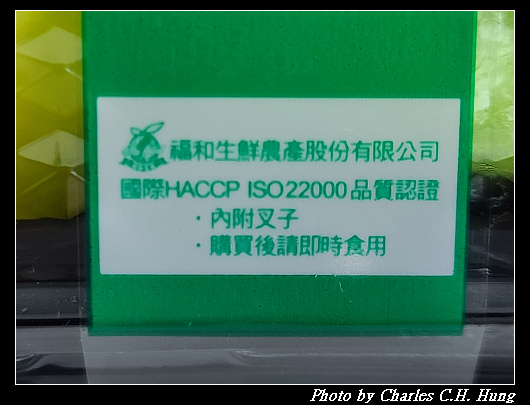 福和生鮮農產股份有限公司
國際HACCP ISO22000品質認證
·內附叉子
·購買後請即時食用
Photo by Charles C.H. Hung